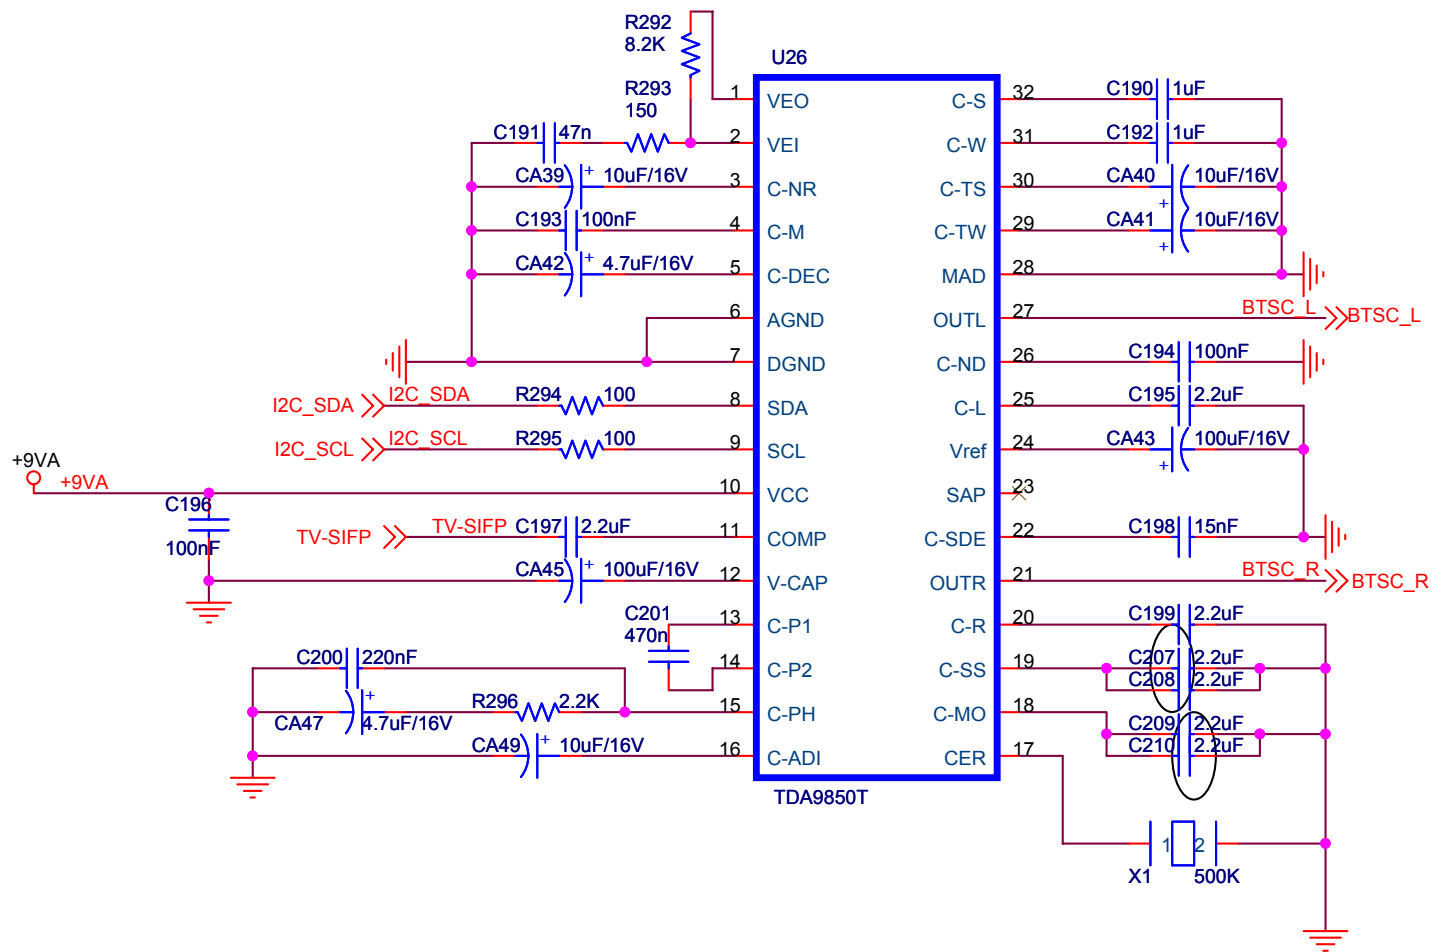 R292
8.2K
U26
R293
150
1 VEO C-S 32 C190 1uF
C191 47n 2 VEI C-W 31 C192 1uF
CA39 + 10uF/16V 3 C-NR C-TS 30 CA40 10uF/16V +
C193 100nF 4 C-M C-TW 29 CA41 10uF/16V +
CA42 + 4.7uF/16V 5 C-DEC MAD 28
6 AGND OUTL 27 BTSC_L BTSC_L
7 DGND C-ND 26 C194 100nF
I2C_SDA I2C_SDA R294 100 8 SDA C-L 25 C195 2.2uF
I2C_SCL I2C_SCL R295 100 9 SCL Vref 24 CA43 100uF/16V +
+9VA
+9VA 10 VCC SAP 23
C196
100nF
TV-SIFP TV-SIFP C197 2.2uF 11 COMP C-SDE 22 C198 15nF
CA45 + 100uF/16V 12 V-CAP OUTR 21 BTSC_R BTSC_R
C201
470n
13 C-P1 C-R 20 C199 2.2uF
C200 220nF 14 C-P2 C-SS 19 C207 2.2uF
C208 2.2uF
CA47 + 4.7uF/16V R296 2.2K 15 C-PH C-MO 18 C209 2.2uF
CA49 + 10uF/16V 16 C-ADI CER 17 C210 2.2uF
TDA9850T
1 2
X1 500K